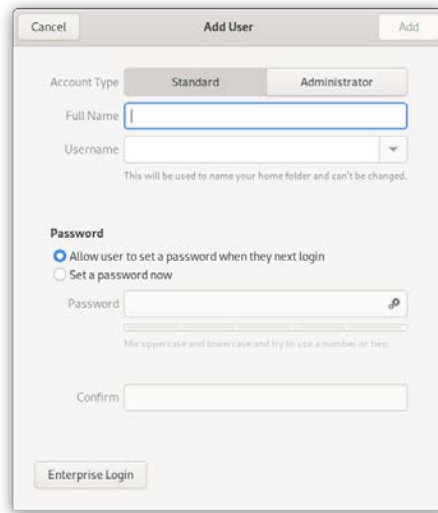 Cancel Add User Add
Account Type Standard Administrator
Full Name
Username
This will be used to name your home folder and can't be changed.
Password
Allow user to set a password when they next login
Set a password now
Password
Mix uppercase and lowercase and try to use a number or two.
Confirm
Enterprise Login